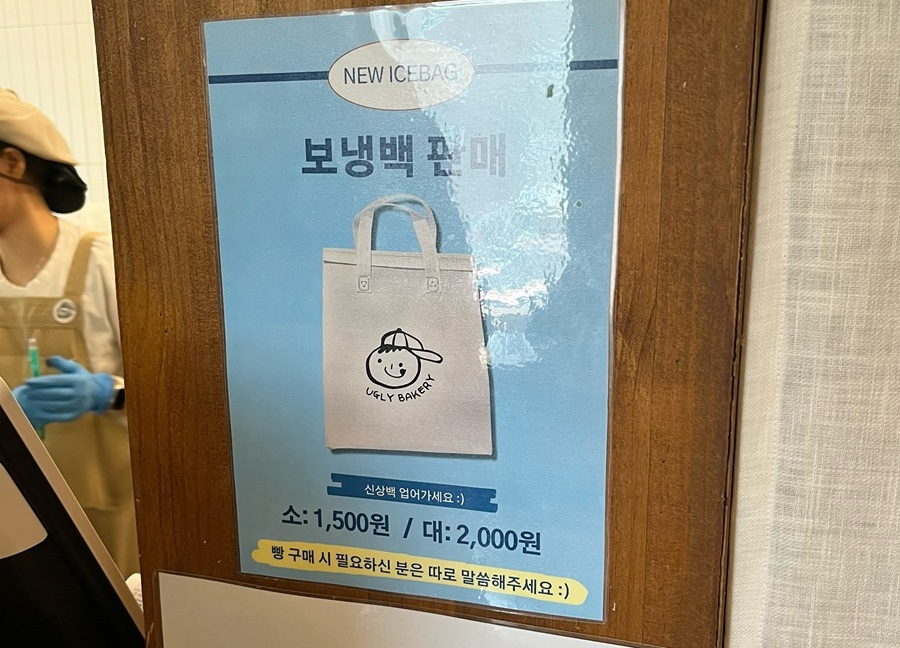 NEW ICEBAG
보냉백 판매
UGLY BAKERY
신상백 업어가세요 :)
소: 1,500원 / 대: 2,000원
빵 구매 시 필요하신 분은 따로 말씀해주세요 :)